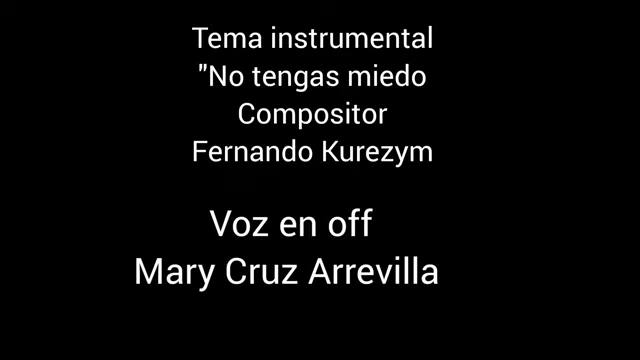 Tema instrumental
"No tengas miedo
Compositor
Fernando Kurezym
Voz en off
Mary Cruz Arrevilla